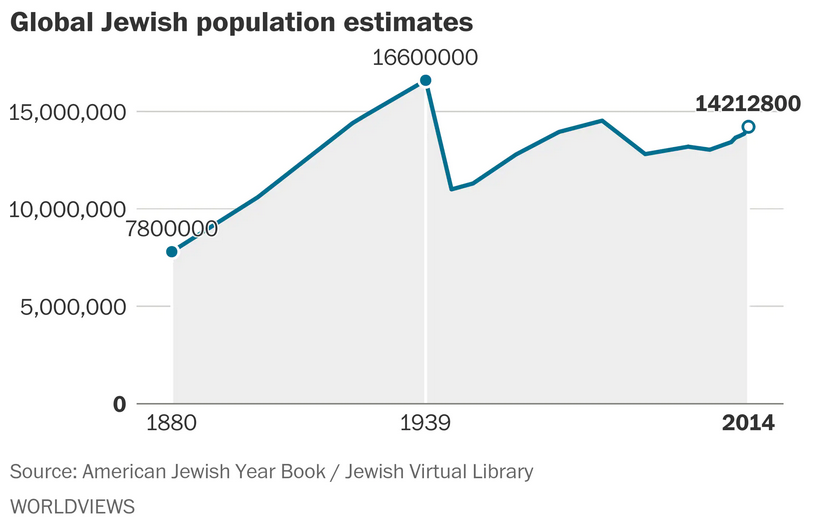 Global Jewish population estimates
16600000
15,000,000
14212800
10,000,000
7800000
5,000,000
0
1880 1939 2014
Source: American Jewish Year Book / Jewish Virtual Library
WORLDVIEWS